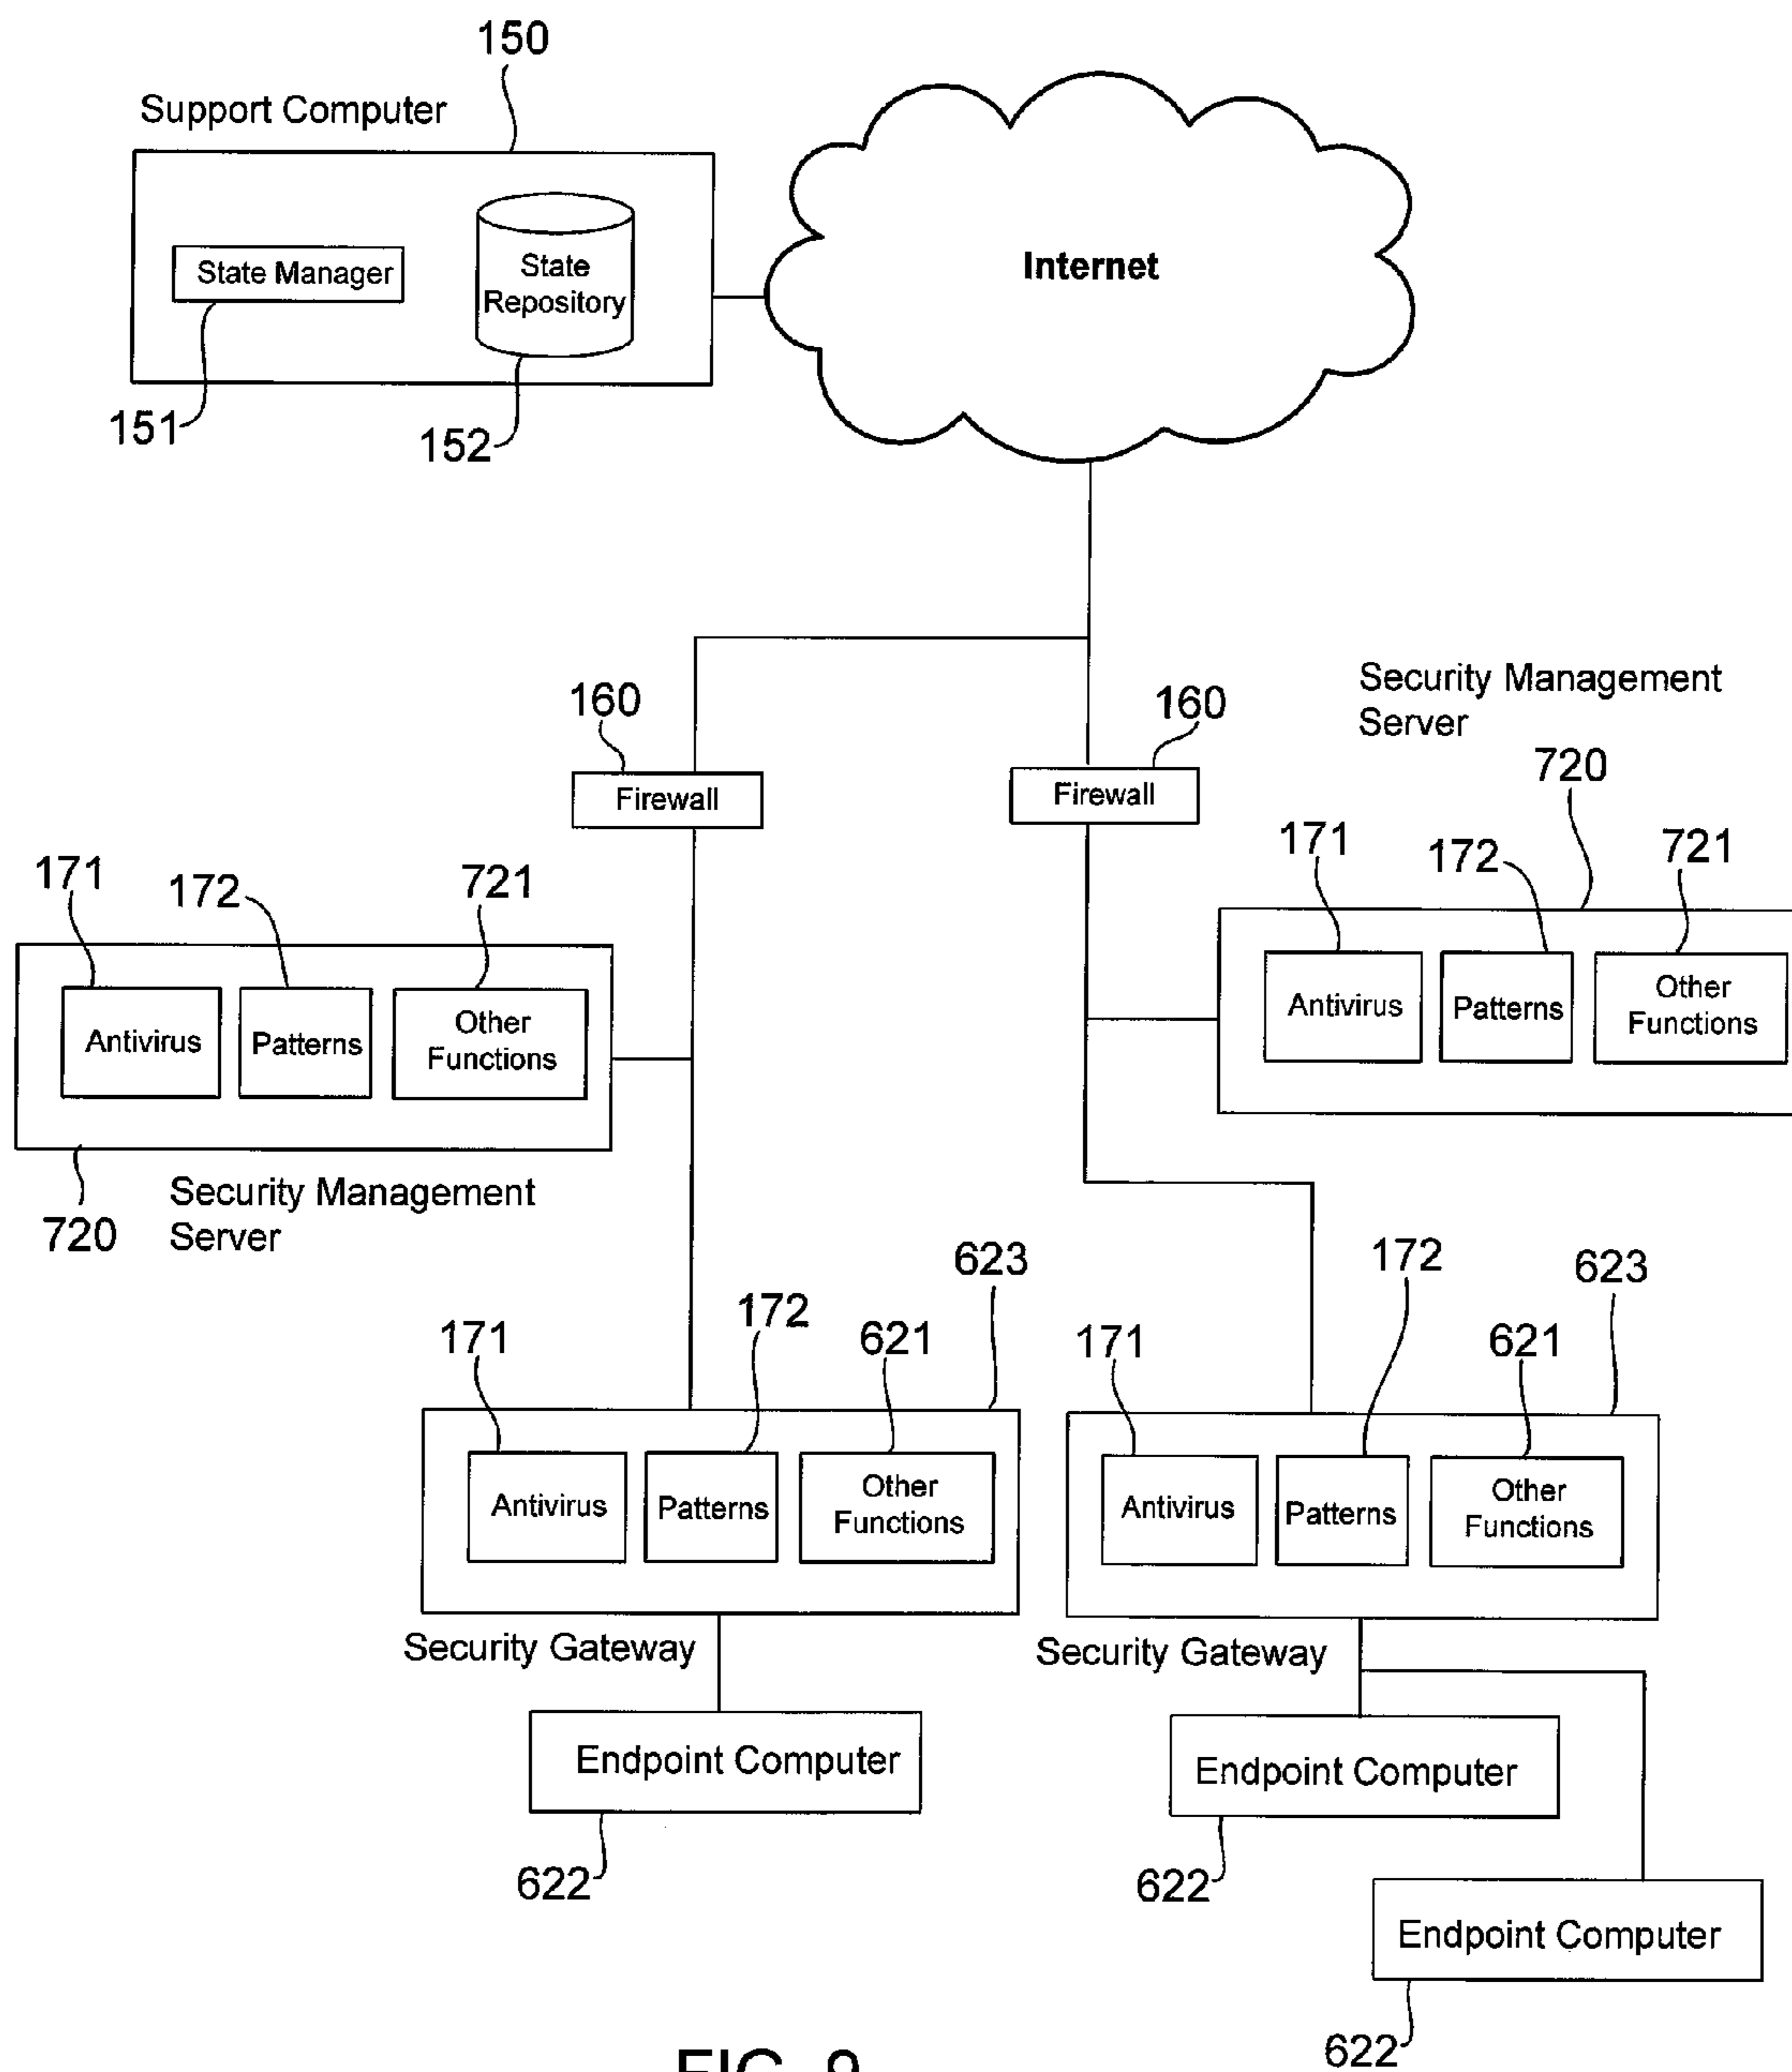 150
Support Computer
State Manager
State
Repository
151
152
Internet
160
Firewall
160
Firewall
Security Management
Server
720
171
172
721
Antivirus
Patterns
Other
Functions
171
172
721
Antivirus
Patterns
Other
Functions
720
Security Management
Server
171
172
621
623
Antivirus
Patterns
Other
Functions
Security Gateway
171
172
621
623
Antivirus
Patterns
Other
Functions
Security Gateway
Endpoint Computer
622
Endpoint Computer
622
Endpoint Computer
622
FIG. 9